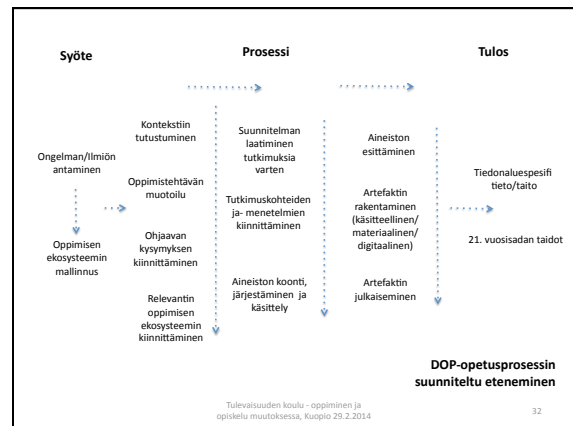 Syöte
Prosessi
Tulos
Ongelman/Ilmiön
antaminen
Oppimisen
ekosysteemin
mallinnus
Kontekstiin
tutustuminen
Oppimistehtävän
muotoilu
Ohjaavan
kysymyksen
kiinnittäminen
Relevantin
oppimisen
ekosysteemin
kiinnittäminen
Suunnitelman
laatiminen
tutkimuksia
varten
Tutkimuskohteiden
ja- menetelmien
kiinnittäminen
Aineiston koonti,
järjestäminen ja
käsittely
Aineiston
esittäminen
Artefaktin
rakentaminen
(käsitteellinen/
materiaalinen/
digitaalinen)
Artefaktin
julkaiseminen
Tiedonaluespesifi
tieto/taito
21. vuosisadan taidot
DOP-opetusprosessin
suunniteltu eteneminen
Tulevaisuuden koulu - oppiminen ja
opiskelu muutoksessa, Kuopio 29.2.2014
32